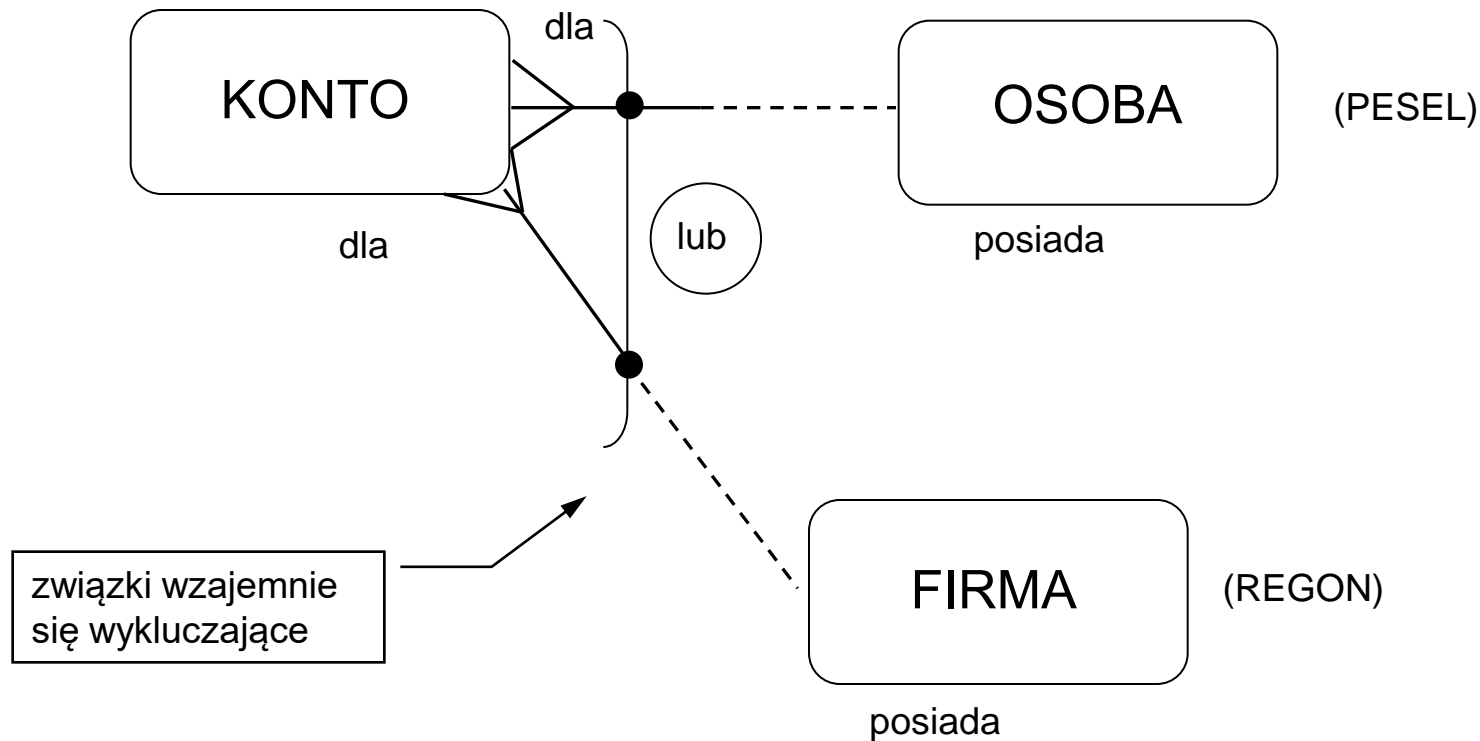 dla
KONTO
OSOBA
(PESEL)
dla
lub
posiada
związki wzajemnie
się wykluczające
FIRMA
(REGON)
posiada